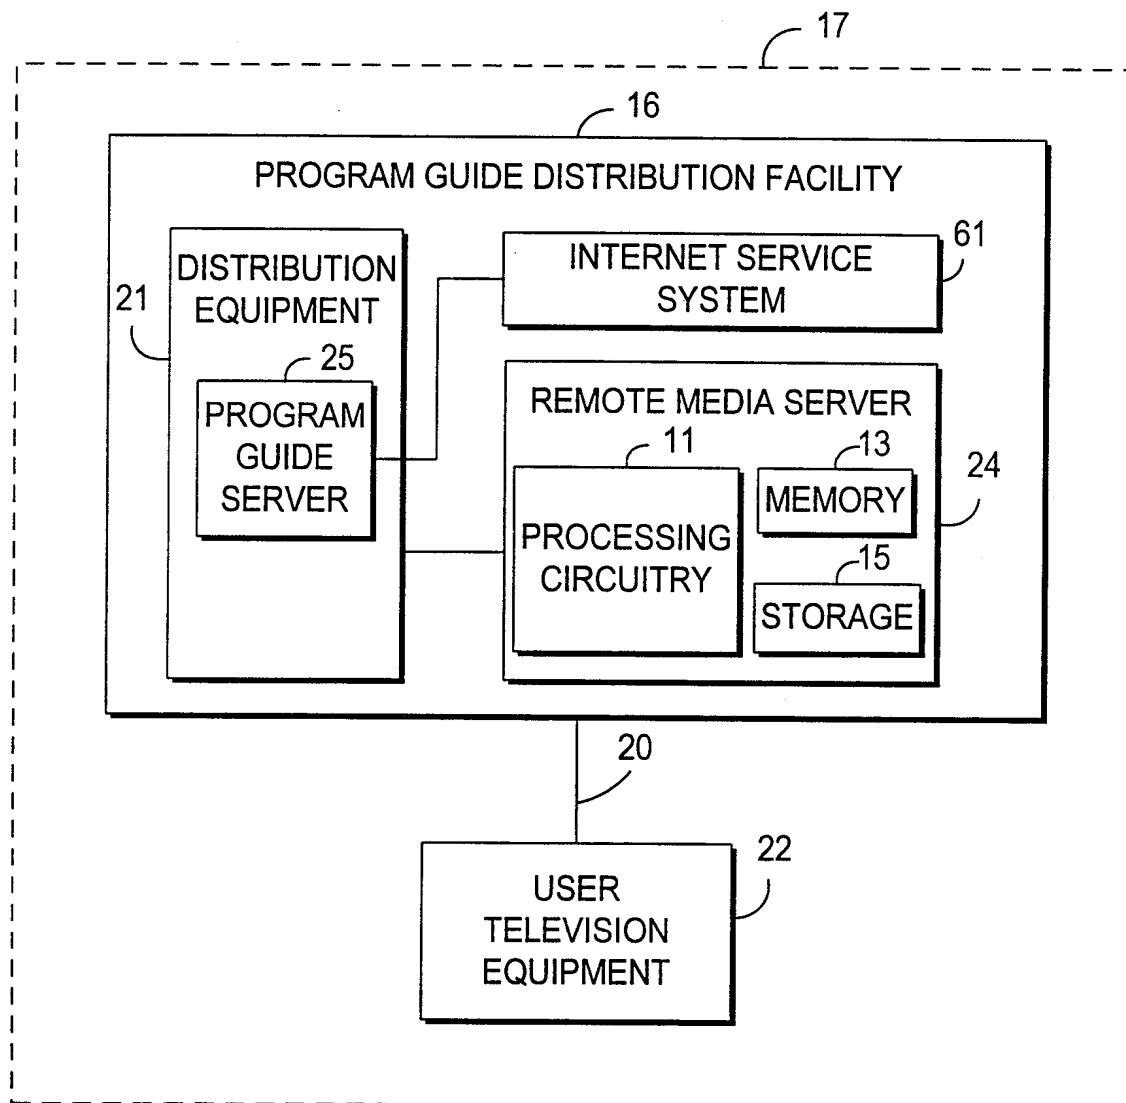 17
16
PROGRAM GUIDE DISTRIBUTION FACILITY
DISTRIBUTION
EQUIPMENT
21
25
PROGRAM
GUIDE
SERVER
INTERNET SERVICE
SYSTEM
61
REMOTE MEDIA SERVER
11
PROCESSING
CIRCUITRY
13
MEMORY
24
15
STORAGE
20
USER
TELEVISION
EQUIPMENT
22